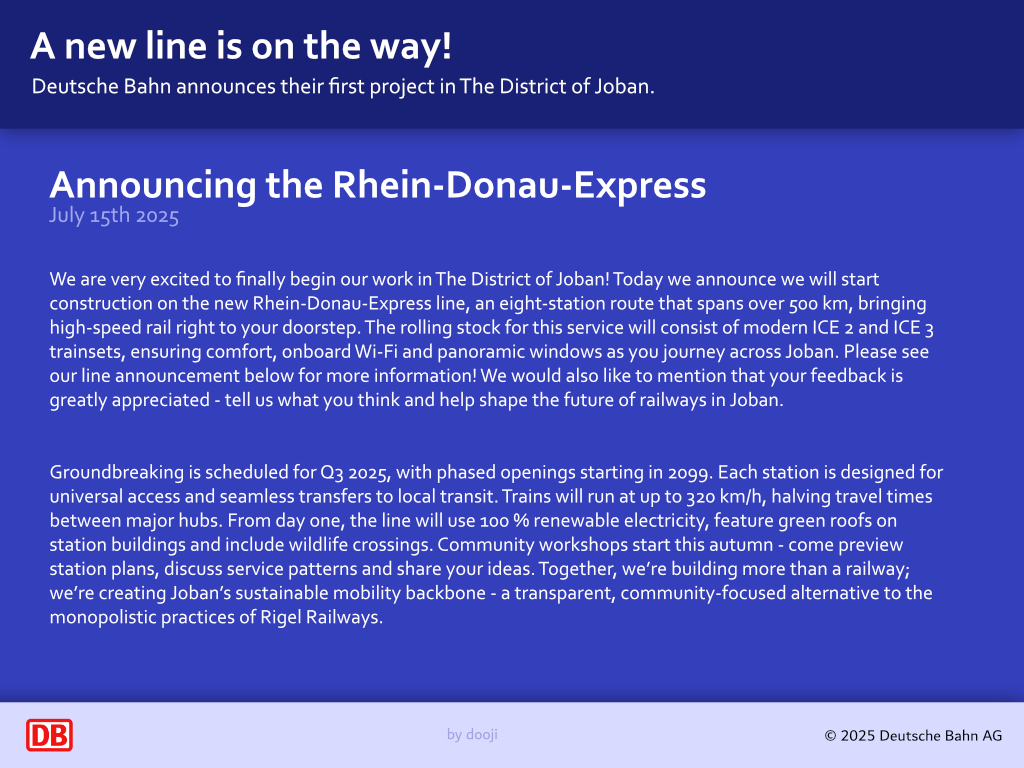 A new line is on the way!
Deutsche Bahn announces their first project in The District of Joban.
Announcing the Rhein-Donau-Express
July 15th 2025
We are very excited to finally begin our work in The District of Joban! Today we announce we will start
construction on the new Rhein-Donau-Express line, an eight-station route that spans over 500 km, bringing
high-speed rail right to your doorstep. The rolling stock for this service will consist of modern ICE 2 and ICE 3
trainsets, ensuring comfort, onboard Wi-Fi and panoramic windows as you journey across Joban. Please see
our line announcement below for more information! We would also like to mention that your feedback is
greatly appreciated - tell us what you think and help shape the future of railways in Joban.
Groundbreaking is scheduled for Q3 2025, with phased openings starting in 2099. Each station is designed for
universal access and seamless transfers to local transit. Trains will run at up to 320 km/h, halving travel times
between major hubs. From day one, the line will use 100 % renewable electricity, feature green roofs on
station buildings and include wildlife crossings. Community workshops start this autumn - come preview
station plans, discuss service patterns and share your ideas. Together, we’re building more than a railway;
we’re creating Joban’s sustainable mobility backbone - a transparent, community-focused alternative to the
monopolistic practices of Rigel Railways.
DB
by dooji
© 2025 Deutsche Bahn AG